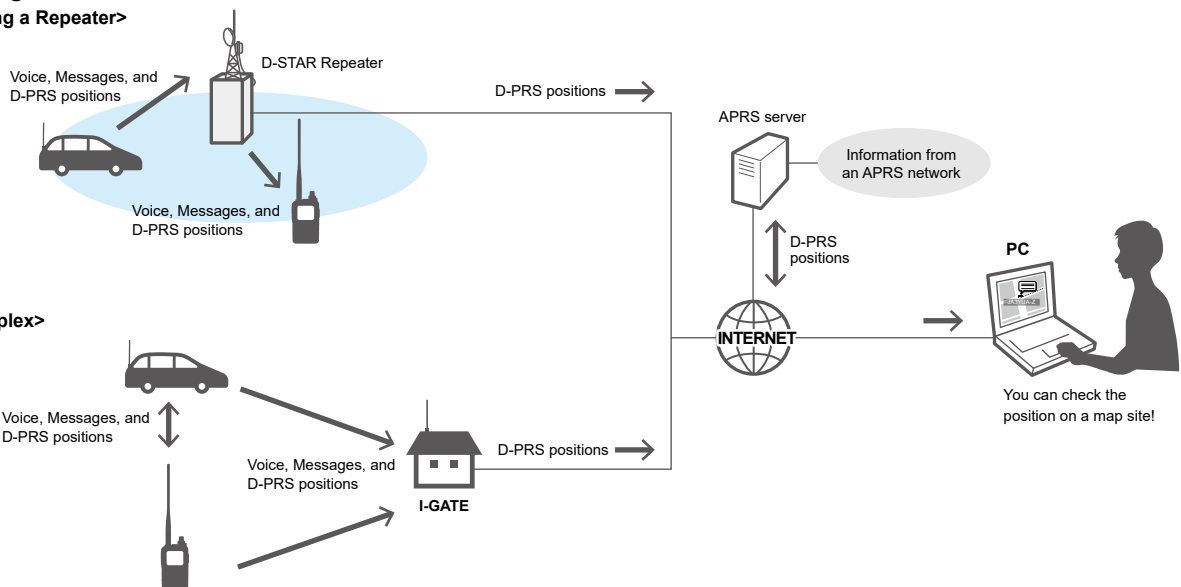 ng a Repeater>
D-STAR Repeater
Voice, Messages, and
D-PRS positions
Voice, Messages, and
D-PRS positions
D-PRS positions
APRS server
Information from
an APRS network
D-PRS
positions
PC
INTERNET
You can check the
position on a map site!
plex>
Voice, Messages, and
D-PRS positions
Voice, Messages, and
D-PRS positions
D-PRS positions
I-GATE